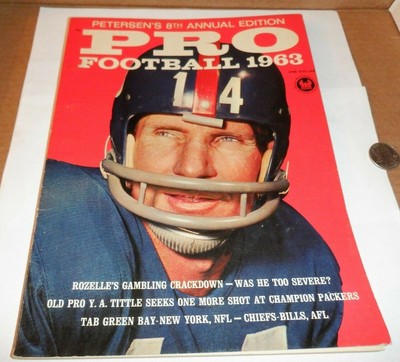 PETERSEN'S 8TH ANNUAL EDITION
PRO
FOOTBALL 1963
14
ROZELLE'S GAMBLING CRACKDOWN — WAS HE TOO SEVERE?
OLD PRO Y. A. TITTLE SEEKS ONE MORE SHOT AT CHAMPION PACKERS
TAB GREEN BAY-NEW YORK, NFL — CHIEFS-BILLS, AFL